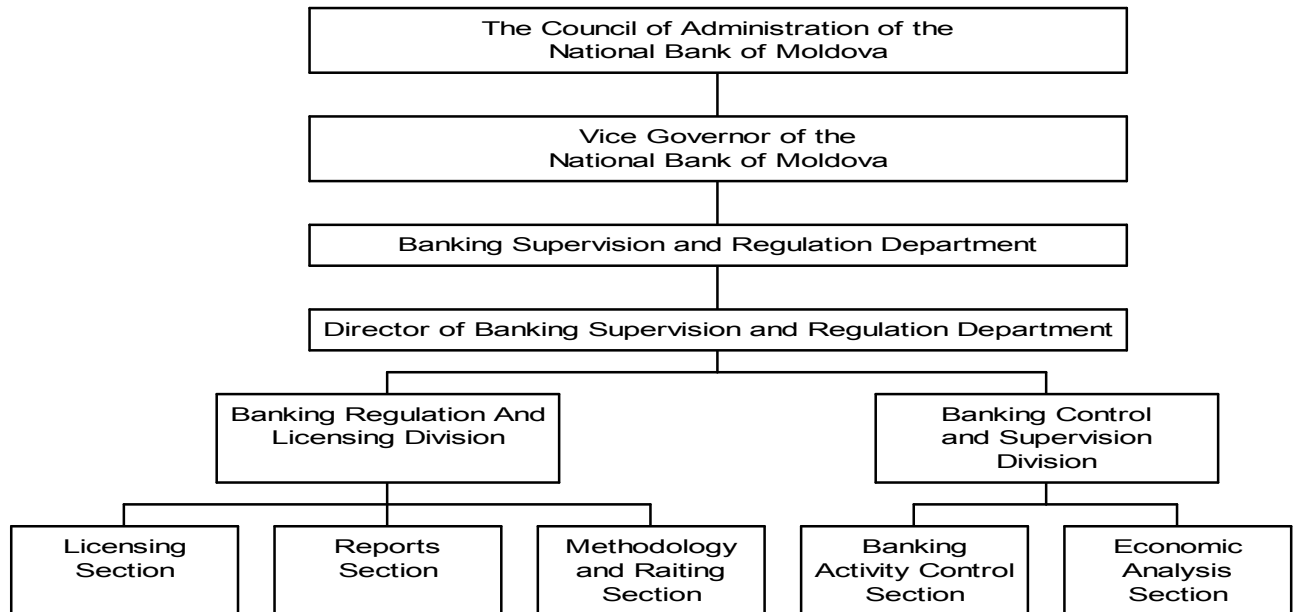 The Council of Administration of the
National Bank of Moldova
Vice Governor of the
National Bank of Moldova
Banking Supervision and Regulation Department
Director of Banking Supervision and Regulation Department
Banking Regulation And
Licensing Division
Banking Control
and Supervision
Division
Licensing
Section
Reports
Section
Methodology
and Raiting
Section
Banking
Activity Control
Section
Economic
Analysis
Section